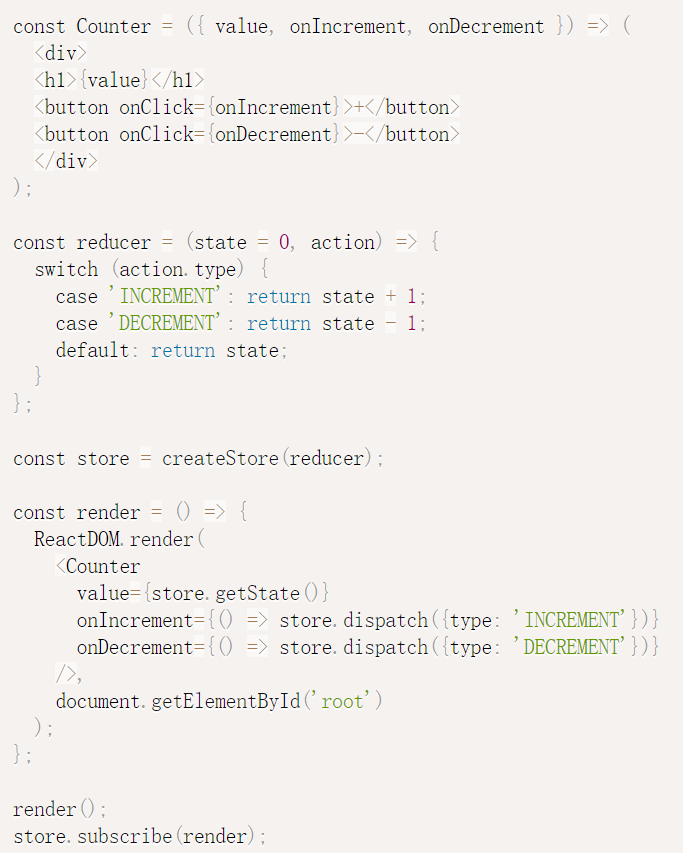 const Counter = ({ value, onIncrement, onDecrement }) => (
  <div>
  <h1>{value}</h1>
  <button onClick={onIncrement}>+</button>
  <button onClick={onDecrement}>-</button>
  </div>
);

const reducer = (state = 0, action) => {
  switch (action.type) {
    case 'INCREMENT': return state + 1;
    case 'DECREMENT': return state - 1;
    default: return state;
  }
};

const store = createStore(reducer);

const render = () => {
  ReactDOM.render(
    <Counter
      value={store.getState()}
      onIncrement={() => store.dispatch({type: 'INCREMENT'})}
      onDecrement={() => store.dispatch({type: 'DECREMENT'})}
    />,
    document.getElementById('root')
  );
};

render();
store.subscribe(render);